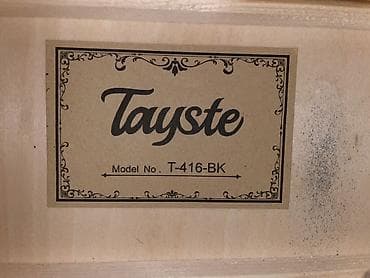 Tayste
Model No . T-416-BK